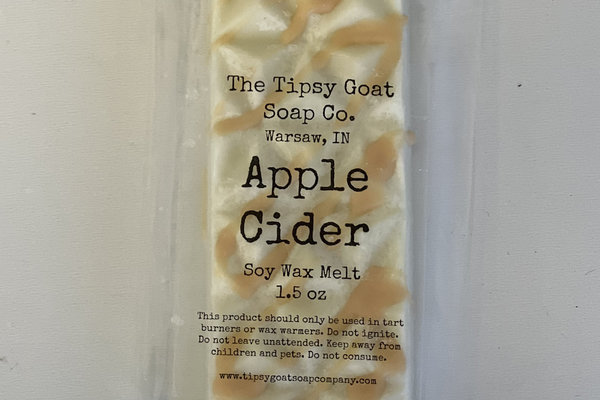 The Tipsy Goat
Soap Co.
Warsaw, IN
Apple
Cider
Soy Wax Melt
1.5 oz
This product should only be used in tart
burners or wax warmers. Do not ignite.
Do not leave unattended. Keep away from
children and pets. Do not consume.
www.tipsygoatsoapcompany.com